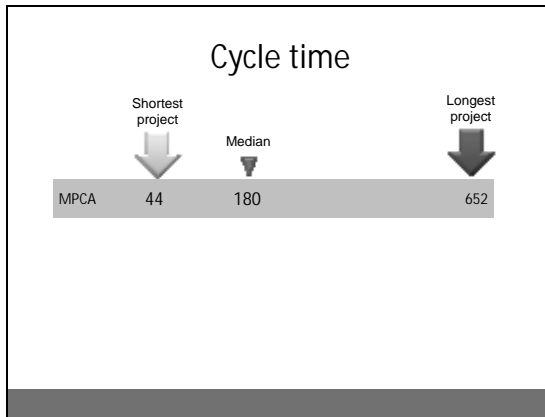 Cycle time
Shortest
project
Median
Longest
project
MPCA 44 180 652